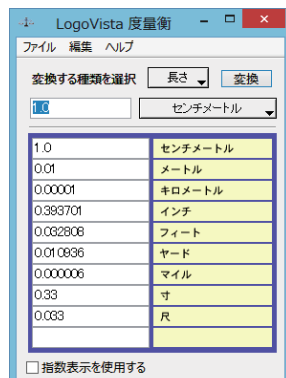 LogoVista 度量衡
ファイル 編集 ヘルプ
変換する種類を選択 長さ 変換
1.0 センチメートル
1.0 センチメートル
0.01 メートル
0.00001 キロメートル
0.393701 インチ
0.032808 フィート
0.010936 ヤード
0.000006 マイル
0.33 寸
0.033 尺
指数表示を使用する